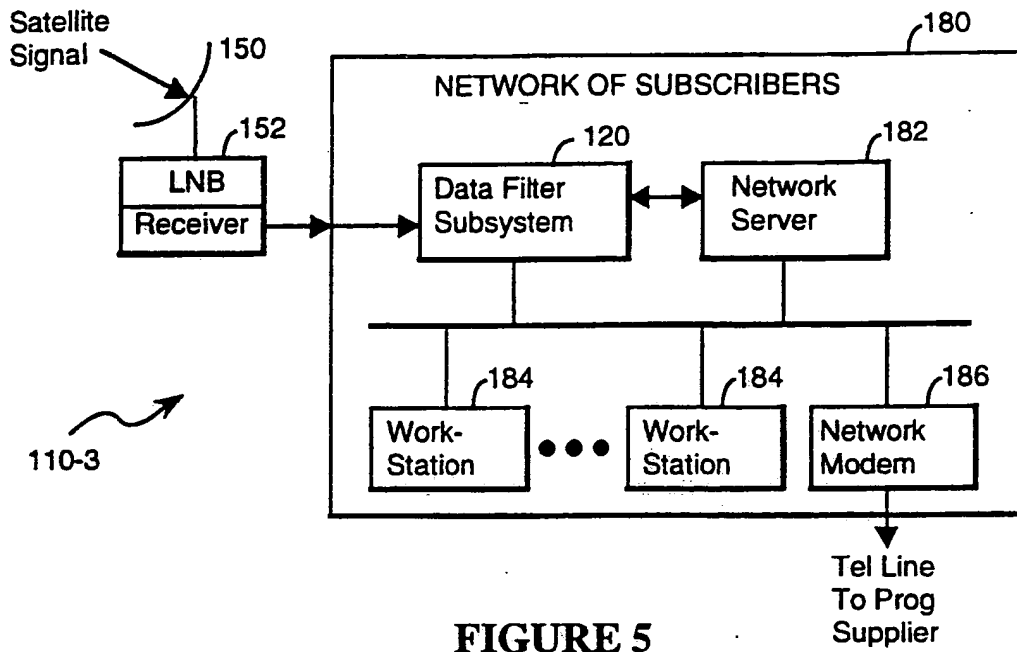 Satellite
Signal
150
180
NETWORK OF SUBSCRIBERS
152
120
182
LNB
Receiver
Data Filter
Subsystem
Network
Server
184
184
186
Work-
Station
Work-
Station
Network
Modem
110-3
Tel Line
To Prog
Supplier
FIGURE 5